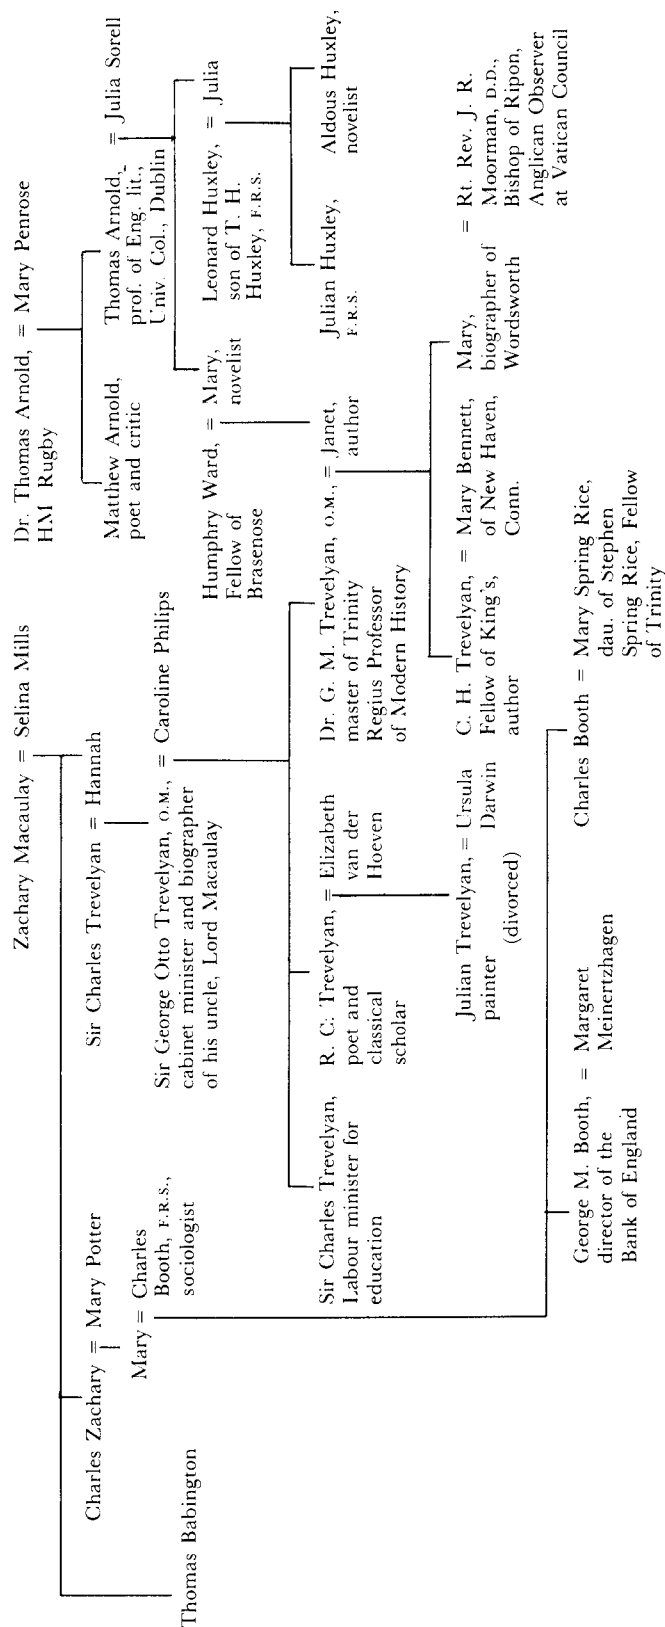 Zachary Macaulay = Selina Mills
Dr. Thomas Arnold, = Mary Penrose
HM Rugby
Charles Zachary = Mary Potter
Sir Charles Trevelyan = Hannah
Matthew Arnold,
poet and critic
Thomas Arnold, = Julia Sorell
prof. of Eng. lit.,
Univ. Col., Dublin
Mary = Charles
Booth, F.R.S.,
sociologist
Thomas Babington
Sir George Otto Trevelyan, O.M., = Caroline Philips
cabinet minister and biographer
of his uncle, Lord Macaulay
Humphry Ward, = Mary,
Fellow of novelist
Brasenose
Leonard Huxley, = Julia
son of T. H.
Huxley, F.R.S.
Sir Charles Trevelyan,
Labour minister for
education
R. C. Trevelyan, = Elizabeth
poet and van der
classical Hoeven
scholar
Dr. G. M. Trevelyan, O.M., = Janet,
master of Trinity author
Regius Professor
of Modern History
Julian Huxley,
F.R.S.
Aldous Huxley,
novelist
Julian Trevelyan, = Ursula
painter Darwin
(divorced)
C. H. Trevelyan, = Mary Bennett,
Fellow of King's, of New Haven,
author Conn.
Mary, = Rt. Rev. J. R.
biographer of Moorman, D.D.,
Wordsworth Bishop of Ripon,
Anglican Observer
at Vatican Council
George M. Booth, = Margaret
director of the Meinertzhagen
Bank of England
Charles Booth = Mary Spring Rice,
dau. of Stephen
Spring Rice, Fellow
of Trinity